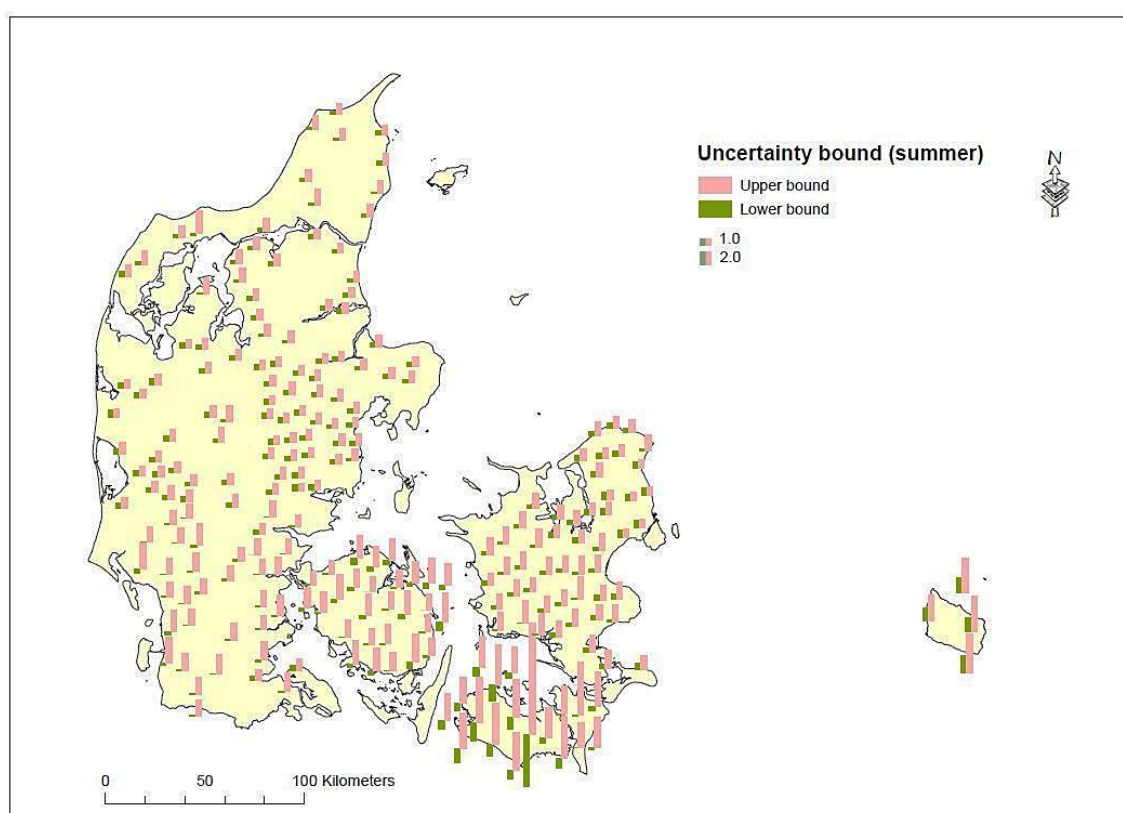 Uncertainty bound (summer)
N
Upper bound
Lower bound
1.0
2.0
0 50 100 Kilometers